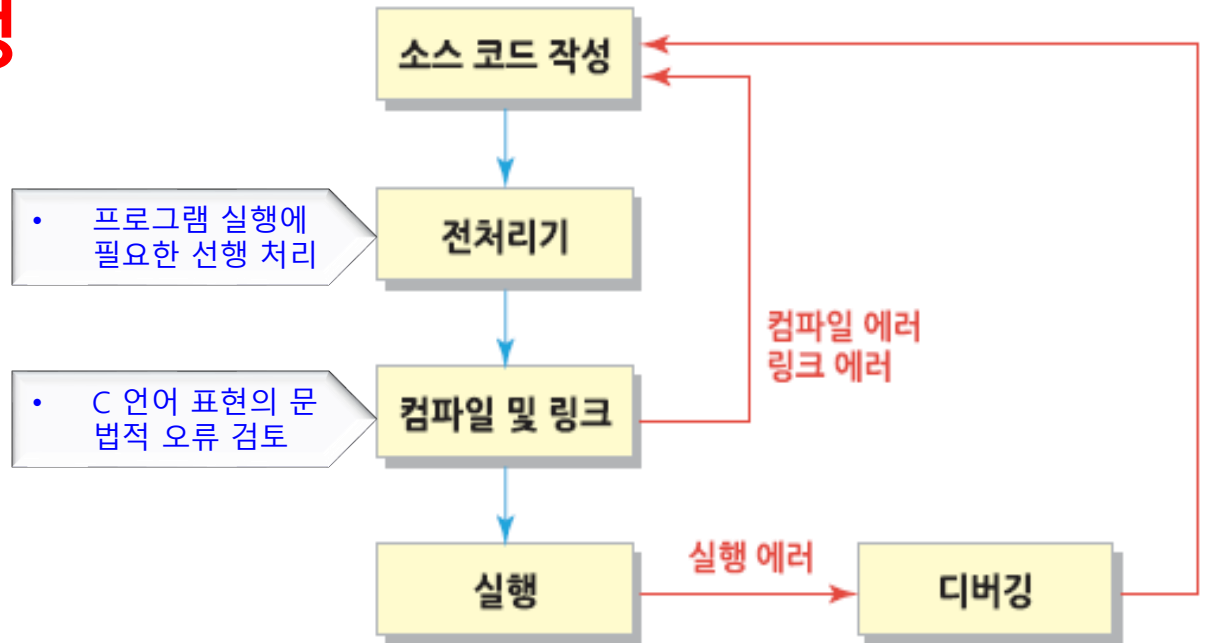 소스 코드 작성
• 프로그램 실행에
필요한 선행 처리
전처리기
컴파일 에러
링크 에러
• C 언어 표현의 문
법적 오류 검토
컴파일 및 링크
실행
실행 에러
디버깅